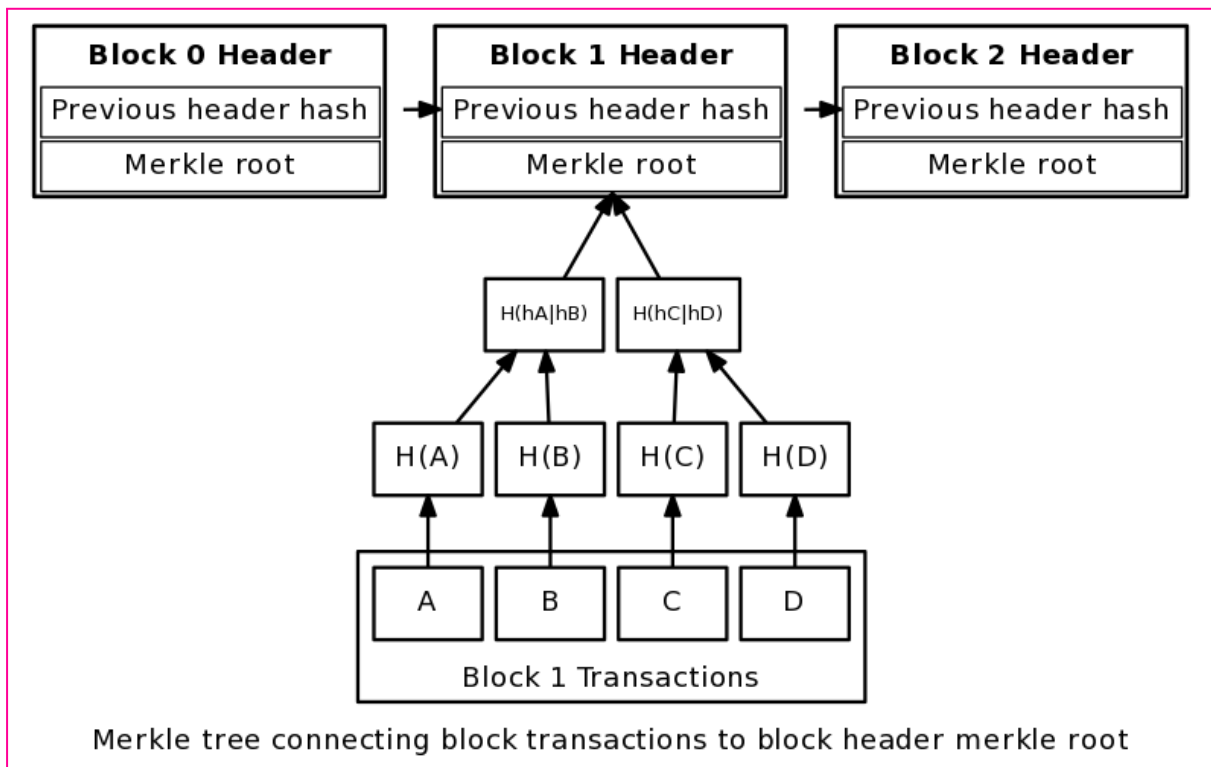 Block 0 Header
Previous header hash
Merkle root
Block 1 Header
Previous header hash
Merkle root
Block 2 Header
Previous header hash
Merkle root
H(hA|hB)
H(hC|hD)
H(A)
H(B)
H(C)
H(D)
A
B
C
D
Block 1 Transactions
Merkle tree connecting block transactions to block header merkle root